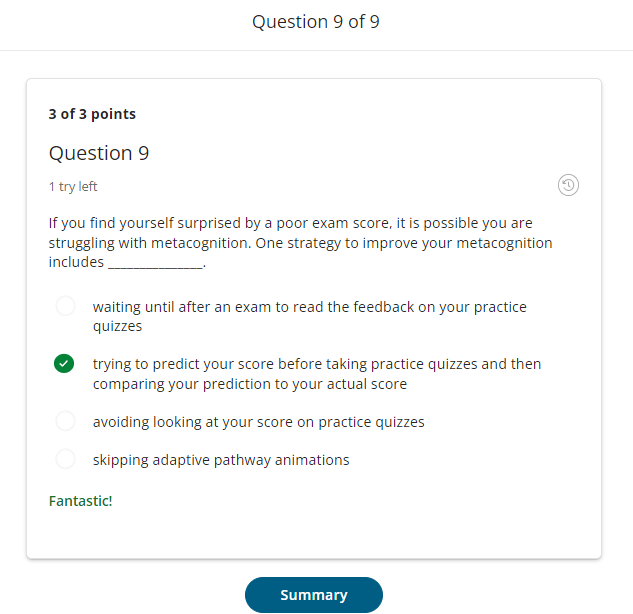 Question 9 of 9
3 of 3 points
Question 9
1 try left
If you find yourself surprised by a poor exam score, it is possible you are
struggling with metacognition. One strategy to improve your metacognition
includes _______________.
waiting until after an exam to read the feedback on your practice
quizzes
trying to predict your score before taking practice quizzes and then
comparing your prediction to your actual score
avoiding looking at your score on practice quizzes
skipping adaptive pathway animations
Fantastic!
Summary